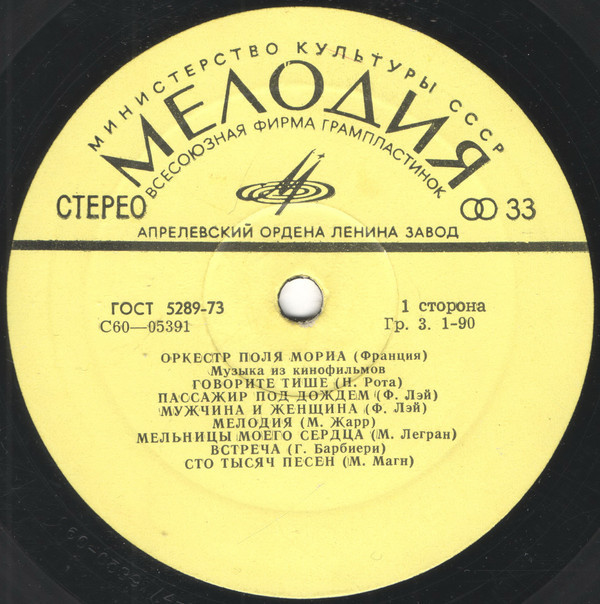 МИНИСТЕРСТВО КУЛЬТУРЫ СССР
МЕЛОДИЯ
ВСЕСОЮЗНАЯ ФИРМА ГРАМПЛАСТИНОК
СТЕРЕО 33
АПРЕЛЕВСКИЙ ОРДЕНА ЛЕНИНА ЗАВОД
ГОСТ 5289-73 1 сторона
С60—05391 Гр. 3. 1-90
ОРКЕСТР ПОЛЯ МОРИА (Франция)
Музыка из кинофильмов
ГОВОРИТЕ ТИШЕ (Н. Рота)
ПАССАЖИР ПОД ДОЖДЕМ (Ф. Лэй)
МУЖЧИНА И ЖЕНЩИНА (Ф. Лэй)
МЕЛОДИЯ (М. Жарр)
МЕЛЬНИЦЫ МОЕГО СЕРДЦА (М. Легран)
ВСТРЕЧА (Г. Барбиери)
СТО ТЫСЯЧ ПЕСЕН (М. Магн)